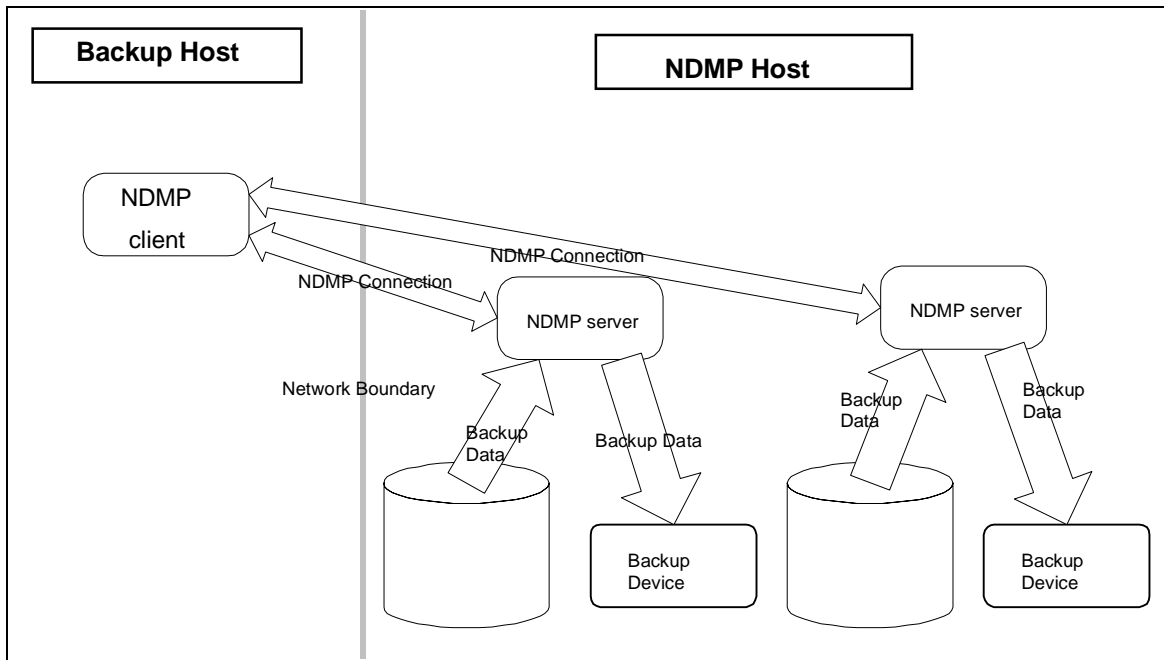 Backup Host
NDMP Host
NDMP
client
NDMP Connection
NDMP Connection
NDMP server
NDMP server
Network Boundary
Backup
Data
Backup Data
Backup
Data
Backup
Data
Backup
Device
Backup
Device